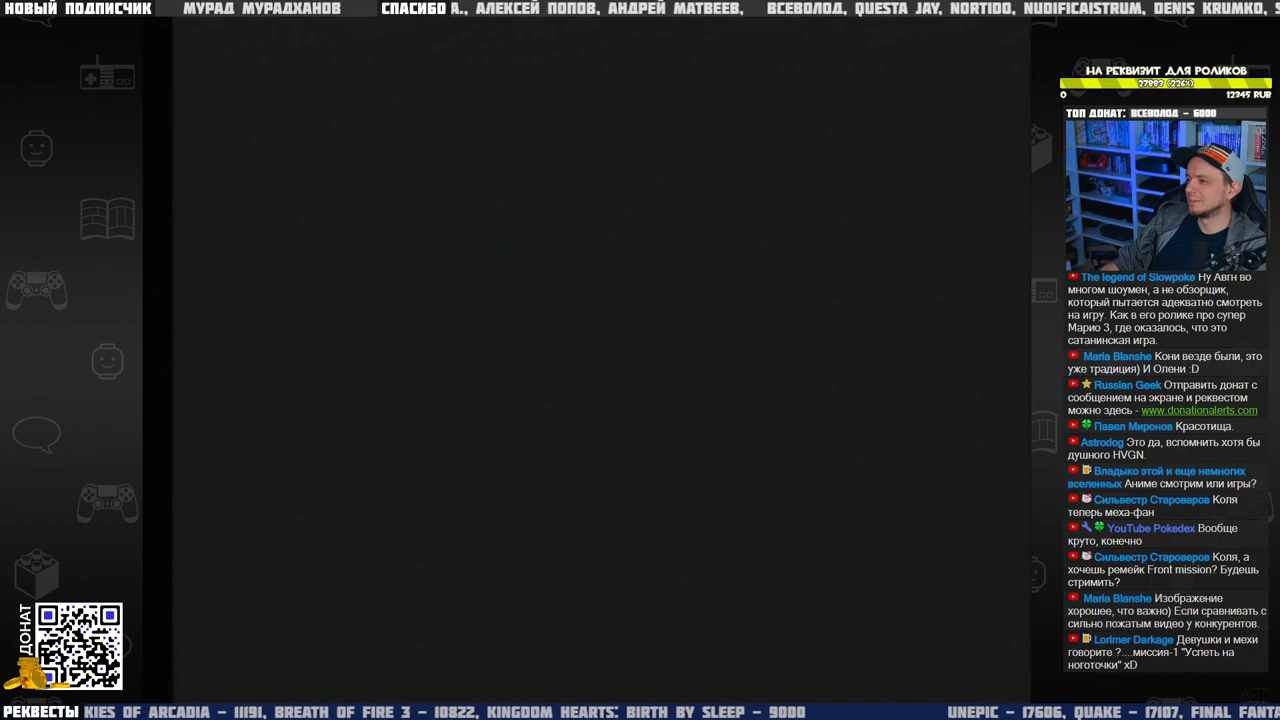 НОВЫЙ ПОДПИСЧИК МУРАД МУРАДХАНОВ СПАСИБО А., АЛЕКСЕЙ ПОПОВ, АНДРЕЙ МАТВЕЕВ, ВСЕВОЛОД, QUESTA JAY, NORTIDO, NUDIFICAISTRUM, DENIS KRUMKO, S
НА РЕКВИЗИТ ДЛЯ РОЛИКОВ
27883 (226%)
0 12345 RUB
ТОП ДОНАТ: ВСЕВОЛОД - 6000
The legend of Slowpoke Ну Авгн во
многом шоумен, а не обзорщик,
который пытается адекватно смотреть
на игру. Как в его ролике про супер
Марио 3, где оказалось, что это
сатанинская игра.
Maria Blanshe Кони везде были, это
уже традиция) И Олени :D
Russian Geek Отправить донат с
сообщением на экране и реквестом
можно здесь - www.donationalerts.com
Павел Миронов Красотища.
Astrodog Это да, вспомнить хотя бы
душного HVGN.
Владыко этой и еще немногих
вселенных Аниме смотрим или игры?
Сильвестр Староверов Коля
теперь меха-фан
YouTube Pokedex Вообще
круто, конечно
Сильвестр Староверов Коля, а
хочешь ремейк Front mission? Будешь
стримить?
Maria Blanshe Изображение
хорошее, что важно) Если сравнивать с
сильно пожатым видео у конкурентов.
Lorimer Darkage Девушки и мехи
говорите ?....миссия-1 "Успеть на
ноготочки" xD
ДОНАТ
РЕКВЕСТЫ KIES OF ARCADIA - 11191, BREATH OF FIRE 3 - 10822, KINGDOM HEARTS: BIRTH BY SLEEP - 9000 UNEPIC - 17606, QUAKE - 17107, FINAL FANTA